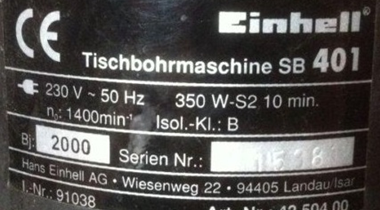 CE Einhell
Tischbohrmaschine SB 401
230 V ~ 50 Hz 350 W-S2 10 min.
n₀: 1400min⁻¹ Isol.-Kl.: B
Bj: 2000 Serien Nr.:
Hans Einhell AG • Wiesenweg 22 • 94405 Landau/Isar
I.-Nr.: 91038